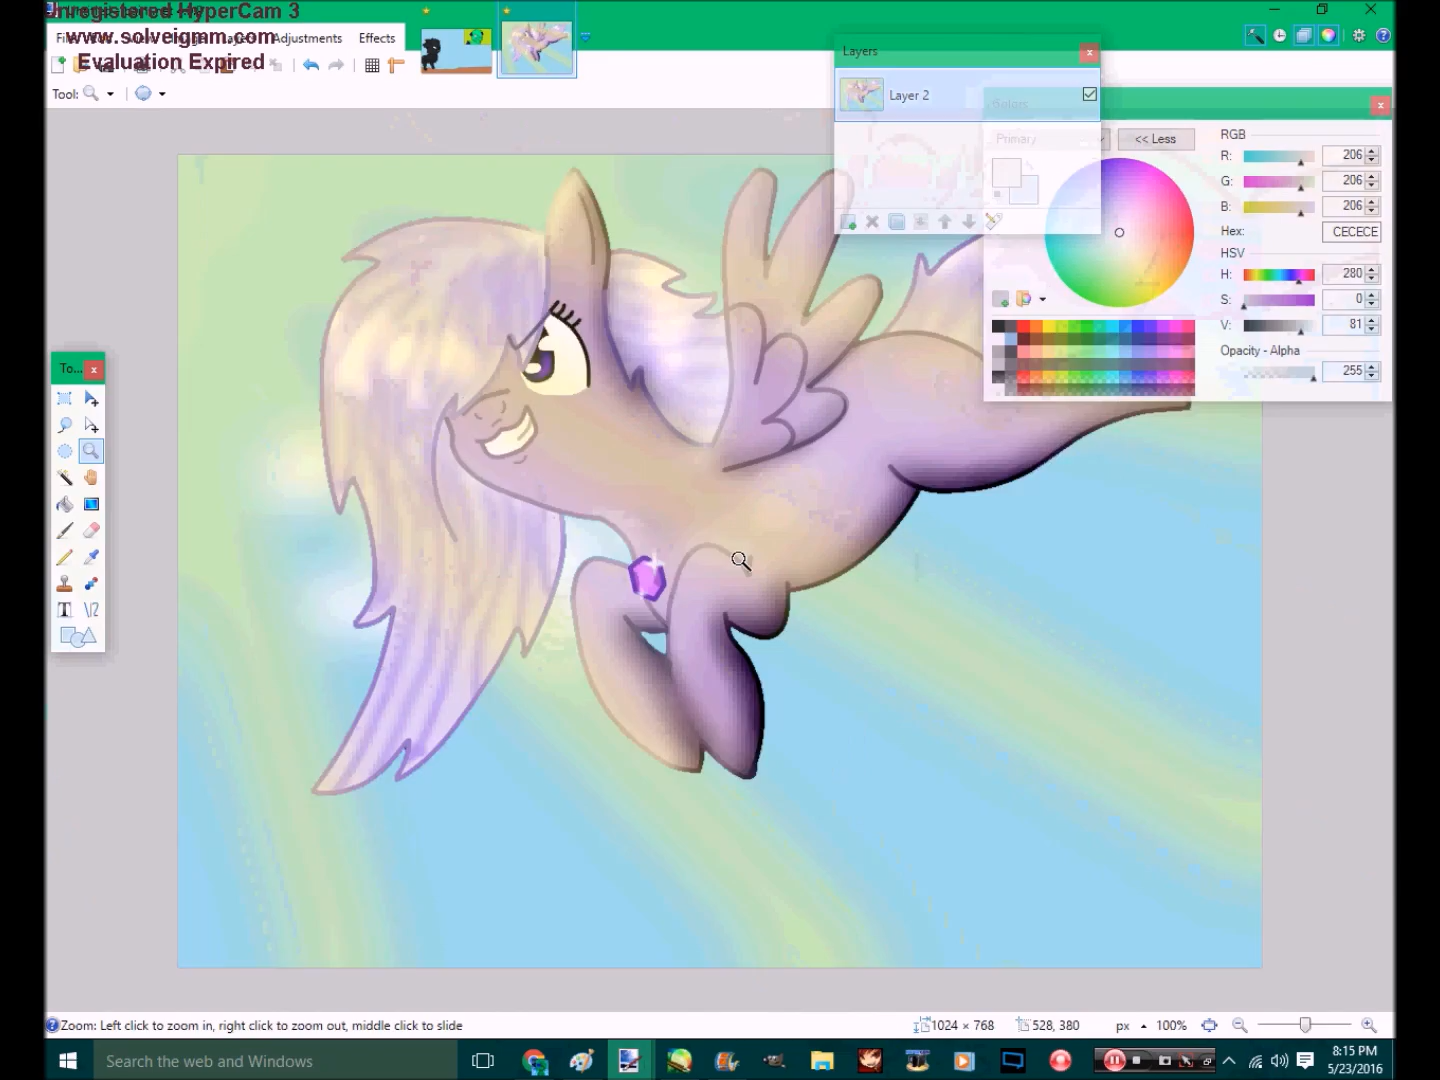 Unregistered HyperCam 3
www.solveigmm.com
Evaluation Expired
Adjustments
Effects
Tool:
Layers
Layer 2
Colors
Primary
<< Less
RGB
R: 206
G: 206
B: 206
Hex: CECECE
HSV
H: 280
S: 0
V: 81
Opacity - Alpha
255
To...
Zoom: Left click to zoom in, right click to zoom out, middle click to slide
1024 × 768
528, 380
px
100%
Search the web and Windows
8:15 PM
5/23/2016